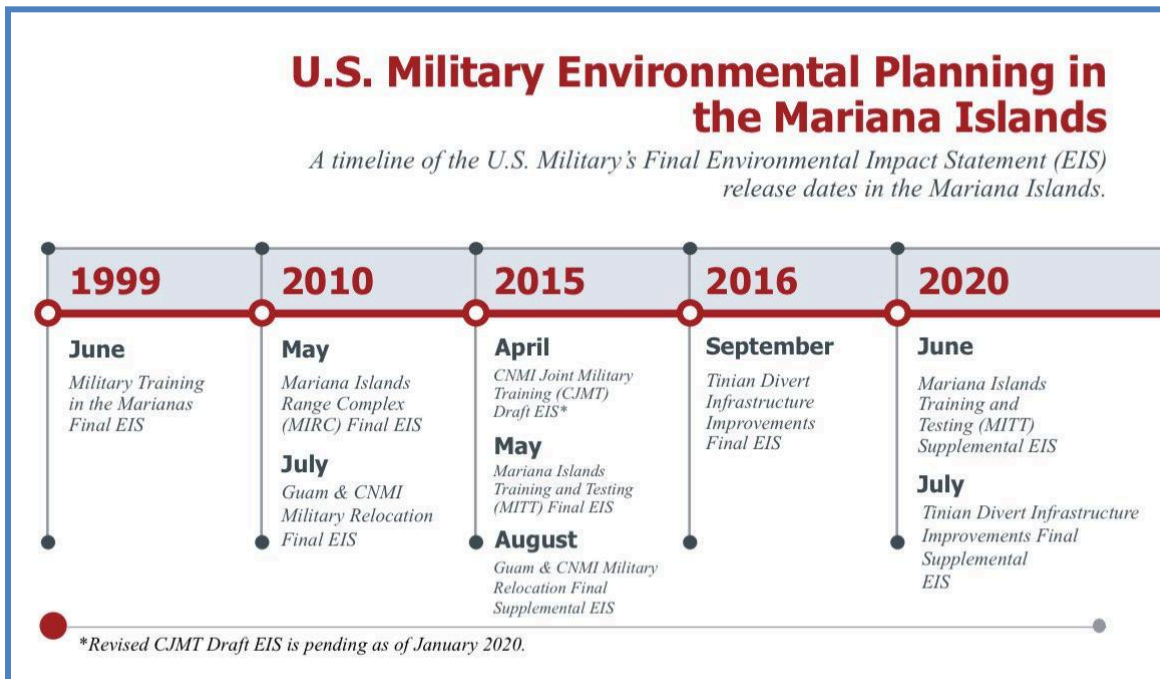 U.S. Military Environmental Planning in
the Mariana Islands
A timeline of the U.S. Military's Final Environmental Impact Statement (EIS)
release dates in the Mariana Islands.
1999
June
Military Training
in the Marianas
Final EIS
2010
May
Mariana Islands
Range Complex
(MIRC) Final EIS
July
Guam & CNMI
Military Relocation
Final EIS
2015
April
CNMI Joint Military
Training (CJMT)
Draft EIS*
May
Mariana Islands
Training and Testing
(MITT) Final EIS
August
Guam & CNMI Military
Relocation Final
Supplemental EIS
2016
September
Tinian Divert
Infrastructure
Improvements
Final EIS
2020
June
Mariana Islands
Training and
Testing (MITT)
Supplemental EIS
July
Tinian Divert Infrastructure
Improvements Final
Supplemental
EIS
*Revised CJMT Draft EIS is pending as of January 2020.